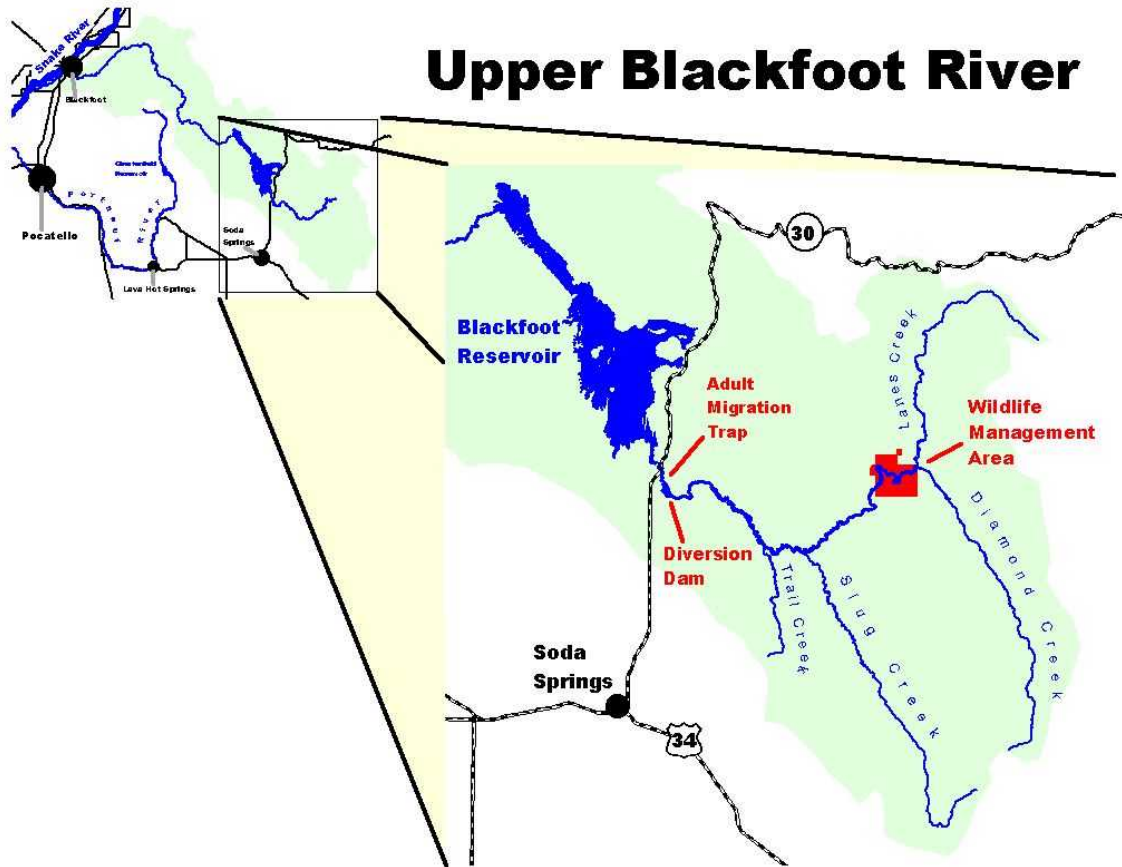 Upper Blackfoot River
Snake River
Blackfoot
Reservoir
Pocatello
Portneuf
River
Soda
Springs
Lava Hot Springs
30
Blackfoot
Reservoir
Adult
Migration
Trap
Lanes Creek
Wildlife
Management
Area
Diversion
Dam
Trail Creek
Slug Creek
Diamond Creek
Soda
Springs
34